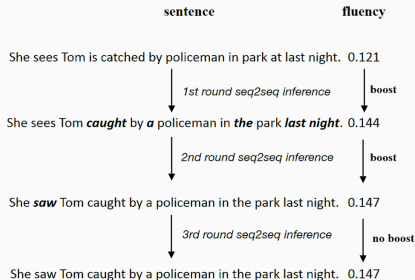 sentence fluency
She sees Tom is catched by policeman in park at last night. 0.121
1st round seq2seq inference boost
She sees Tom caught by a policeman in the park last night. 0.144
2nd round seq2seq inference boost
She saw Tom caught by a policeman in the park last night. 0.147
3rd round seq2seq inference no boost
She saw Tom caught by a policeman in the park last night. 0.147